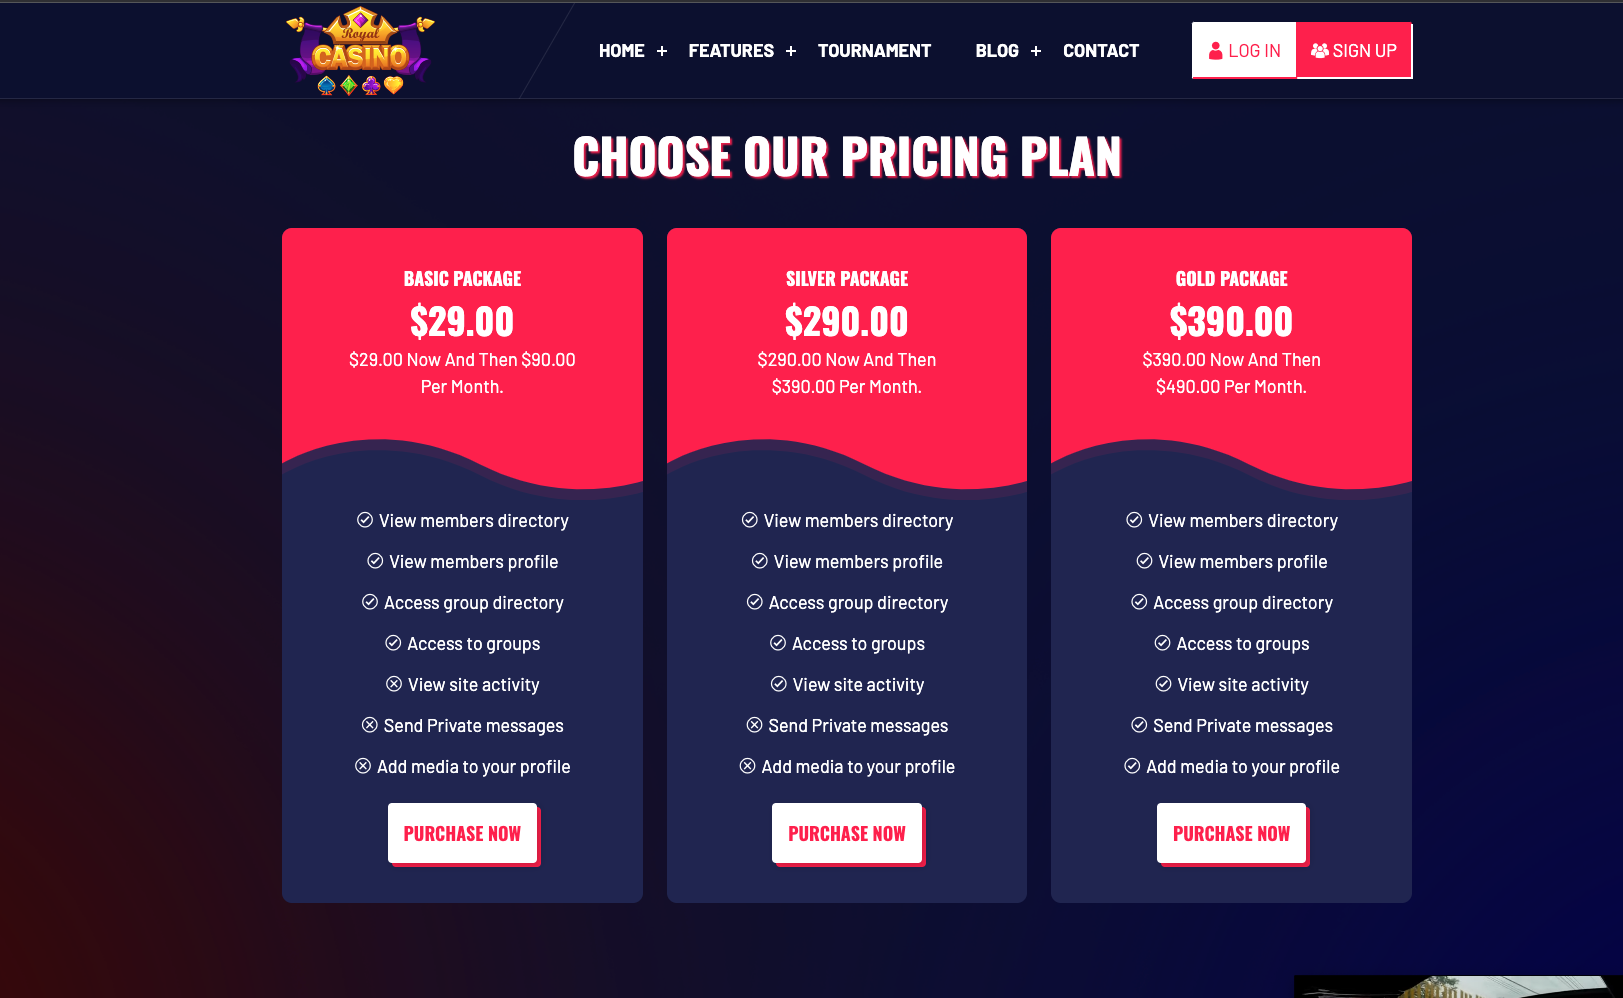 Royal
CASINO
HOME + FEATURES + TOURNAMENT BLOG + CONTACT
LOG IN SIGN UP
CHOOSE OUR PRICING PLAN
BASIC PACKAGE
$29.00
$29.00 Now And Then $90.00
Per Month.
View members directory
View members profile
Access group directory
Access to groups
View site activity
Send Private messages
Add media to your profile
PURCHASE NOW
SILVER PACKAGE
$290.00
$290.00 Now And Then
$390.00 Per Month.
View members directory
View members profile
Access group directory
Access to groups
View site activity
Send Private messages
Add media to your profile
PURCHASE NOW
GOLD PACKAGE
$390.00
$390.00 Now And Then
$490.00 Per Month.
View members directory
View members profile
Access group directory
Access to groups
View site activity
Send Private messages
Add media to your profile
PURCHASE NOW